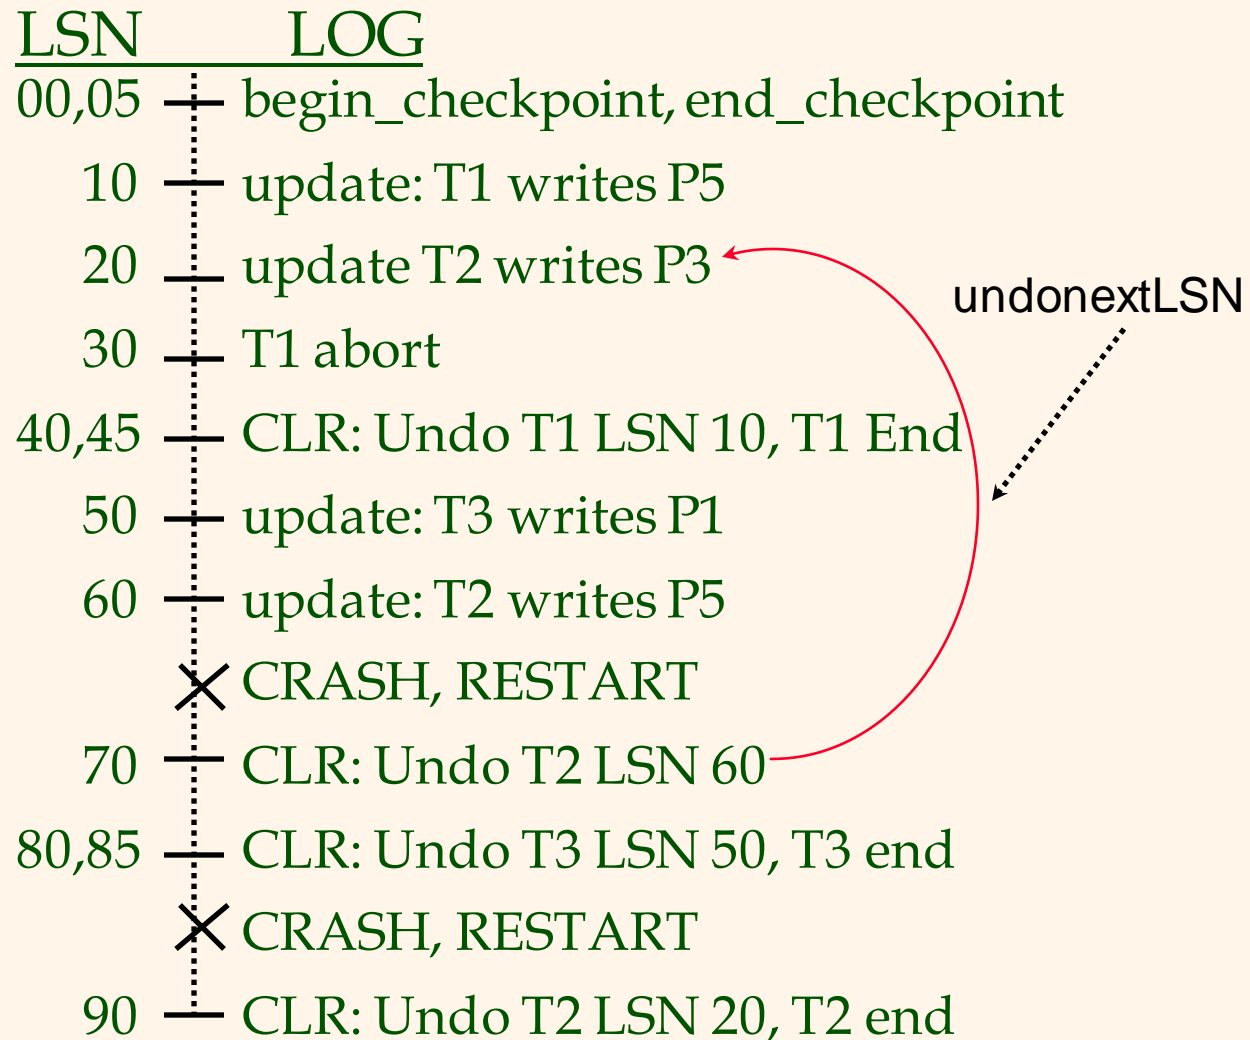 LSN LOG
00,05 begin_checkpoint, end_checkpoint
10 update: T1 writes P5
20 update T2 writes P3
undonextLSN
30 T1 abort
40,45 CLR: Undo T1 LSN 10, T1 End
50 update: T3 writes P1
60 update: T2 writes P5
CRASH, RESTART
70 CLR: Undo T2 LSN 60
80,85 CLR: Undo T3 LSN 50, T3 end
CRASH, RESTART
90 CLR: Undo T2 LSN 20, T2 end